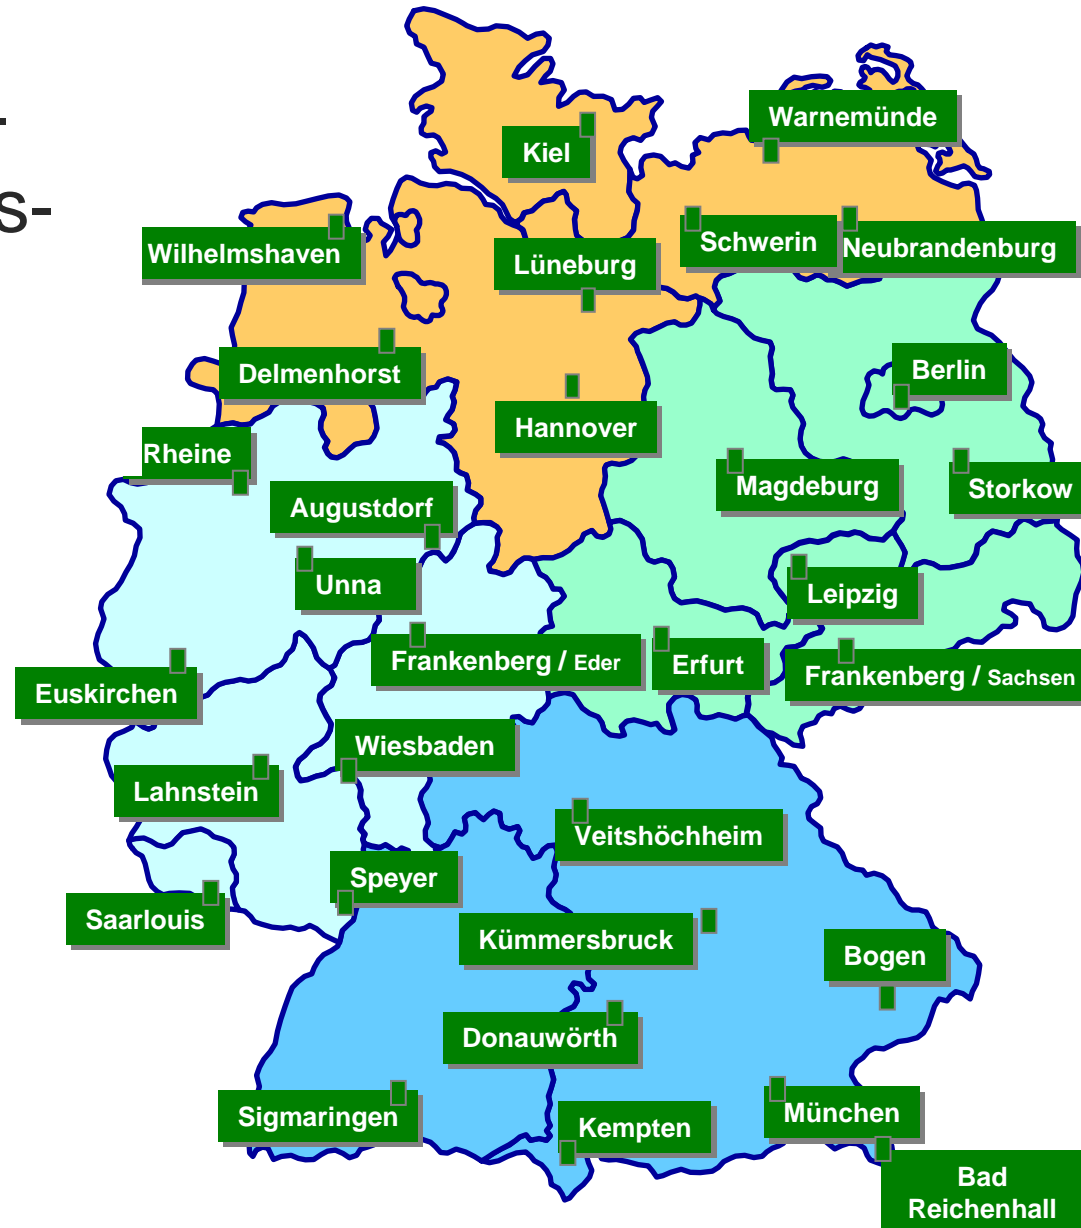 -
s-
Kiel
Warnemünde
Wilhelmshaven
Lüneburg
Schwerin
Neubrandenburg
Delmenhorst
Berlin
Hannover
Rheine
Augustdorf
Magdeburg
Storkow
Unna
Leipzig
Frankenberg / Eder
Erfurt
Frankenberg / Sachsen
Euskirchen
Wiesbaden
Lahnstein
Veitshöchheim
Speyer
Saarlouis
Kümmersbruck
Bogen
Donauwörth
Sigmaringen
Kempten
München
Bad
Reichenhall